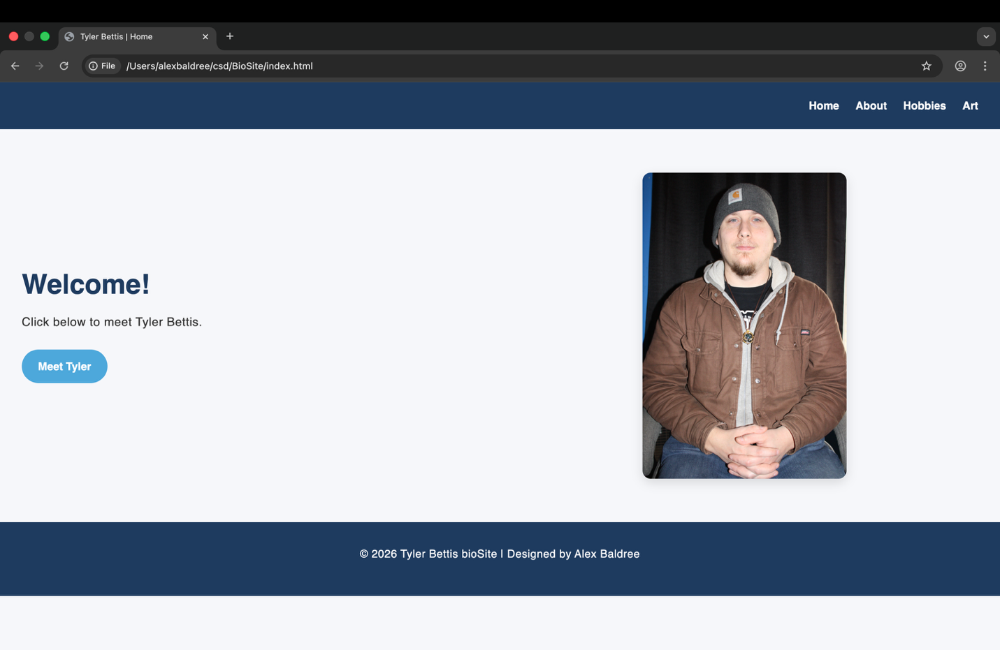 Tyler Bettis | Home
File
/Users/alexbaldree/csd/BioSite/index.html
Home About Hobbies Art
Welcome!
Click below to meet Tyler Bettis.
Meet Tyler
© 2026 Tyler Bettis bioSite | Designed by Alex Baldree